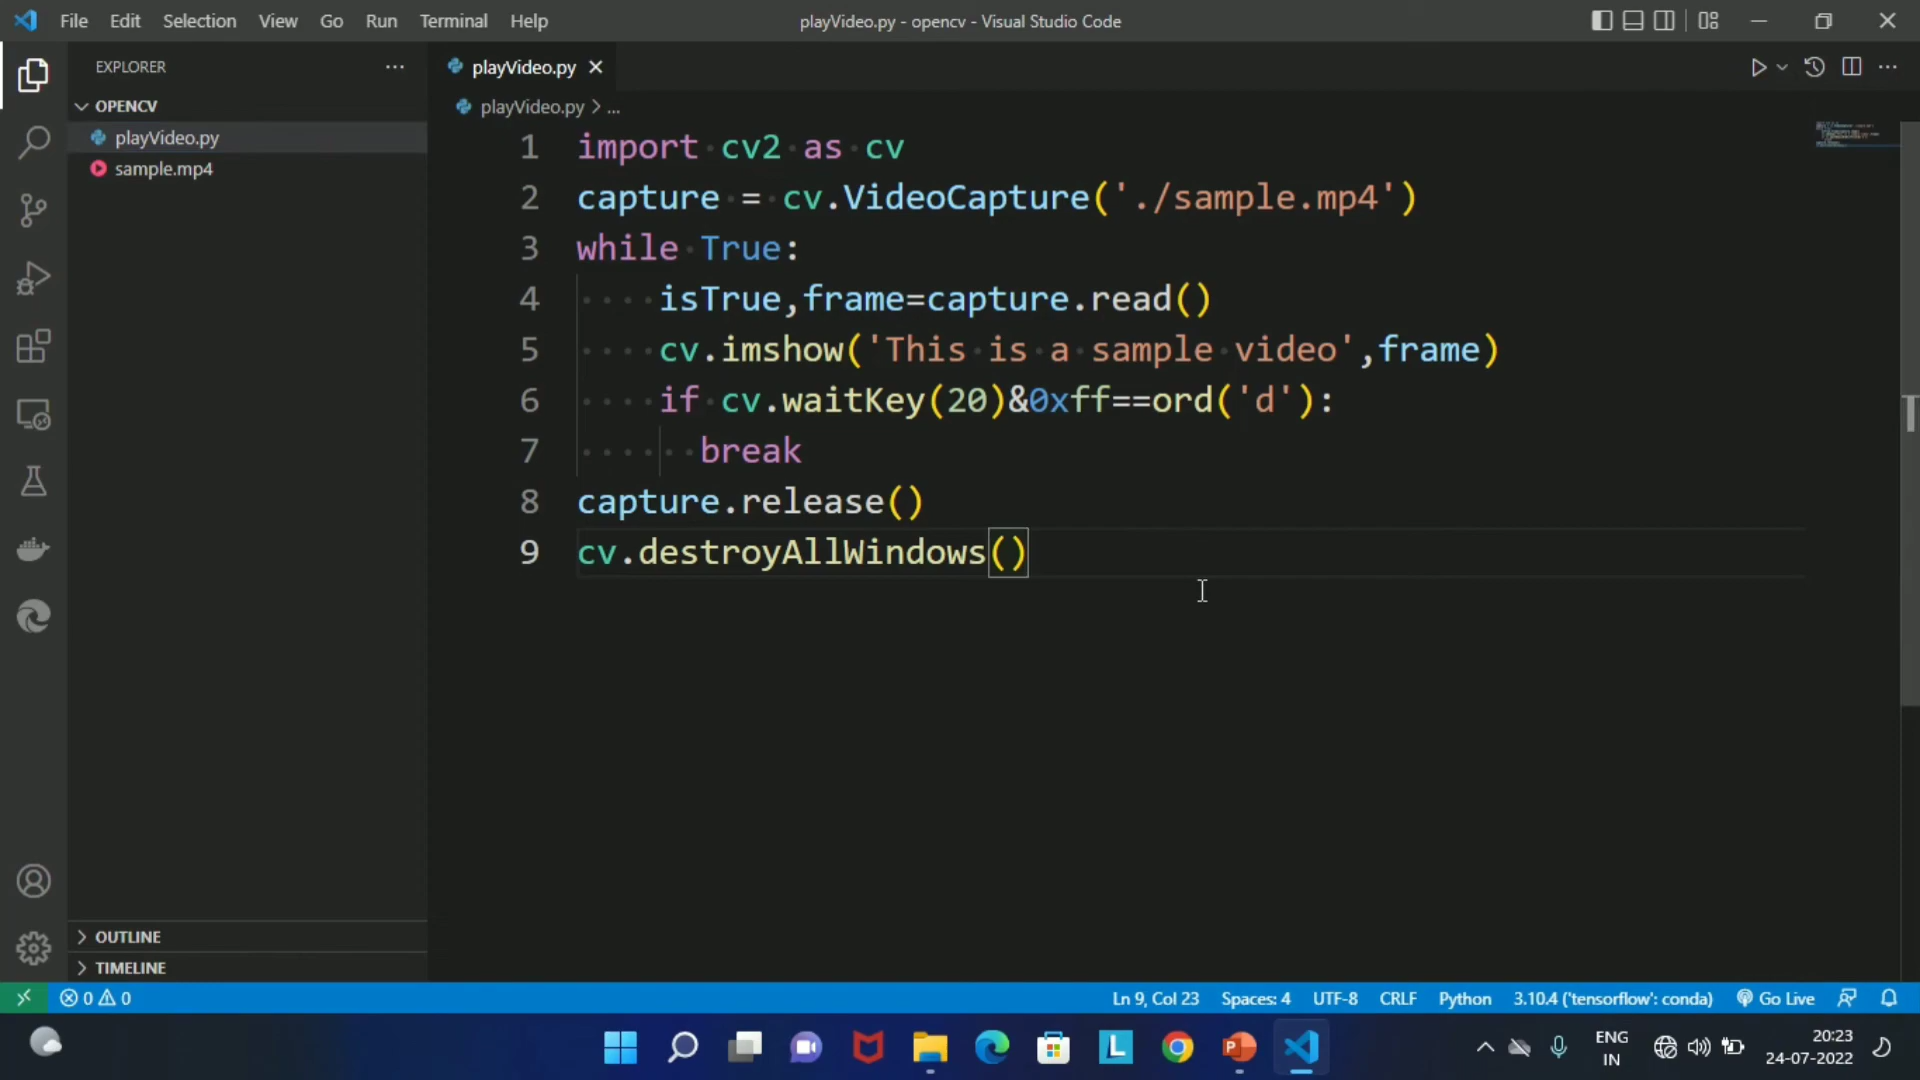 File Edit Selection View Go Run Terminal Help
playVideo.py - opencv - Visual Studio Code
EXPLORER
OPENCV
playVideo.py
sample.mp4
OUTLINE
TIMELINE
playVideo.py
playVideo.py > ...
1 import cv2 as cv
2 capture = cv.VideoCapture('./sample.mp4')
3 while True:
4     isTrue,frame=capture.read()
5     cv.imshow('This is a sample video',frame)
6     if cv.waitKey(20)&0xff==ord('d'):
7       break
8 capture.release()
9 cv.destroyAllWindows()
0 0 Ln 9, Col 23 Spaces: 4 UTF-8 CRLF Python 3.10.4 ('tensorflow': conda) Go Live
L P ENG 20:23
IN 24-07-2022